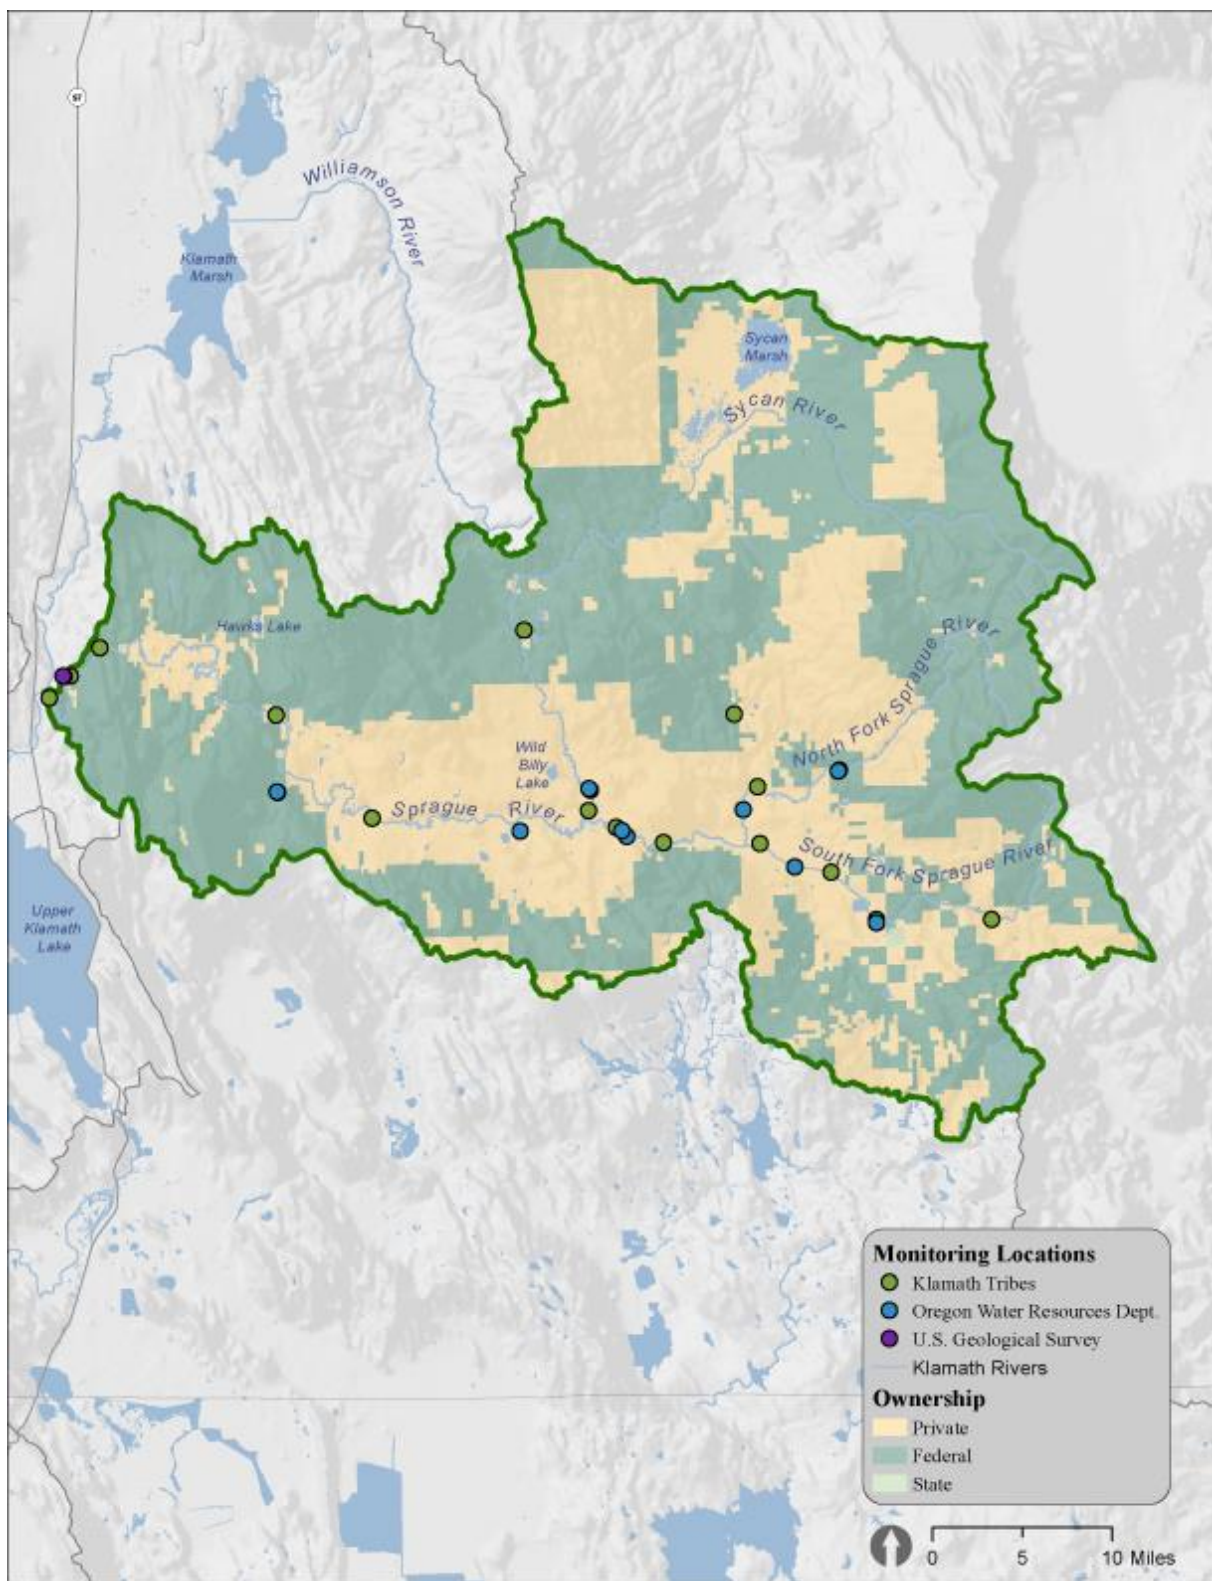 97
Williamson River
Klamath
Marsh
Sycan
Marsh
Sycan River
Hawks Lake
North Fork Sprague River
Wild
Billy
Lake
Sprague River
South Fork Sprague River
Upper
Klamath
Lake
Monitoring Locations
Klamath Tribes
Oregon Water Resources Dept.
U.S. Geological Survey
Klamath Rivers
Ownership
Private
Federal
State
0 5 10 Miles